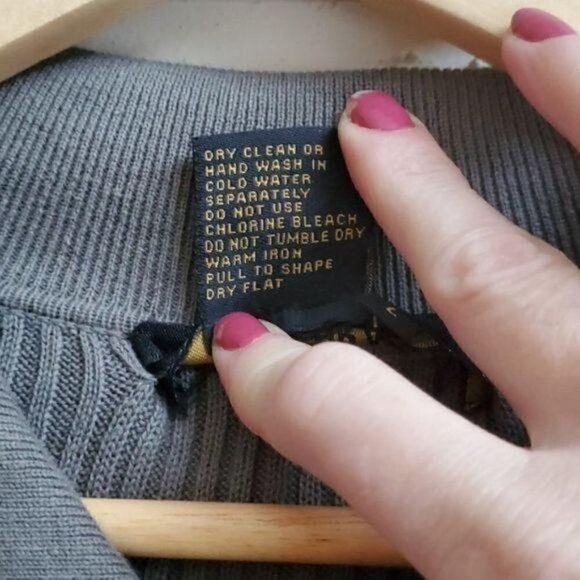 DRY CLEAN OR
HAND WASH IN
COLD WATER
SEPARATELY
DO NOT USE
CHLORINE BLEACH
DO NOT TUMBLE DRY
WARM IRON
PULL TO SHAPE
DRY FLAT